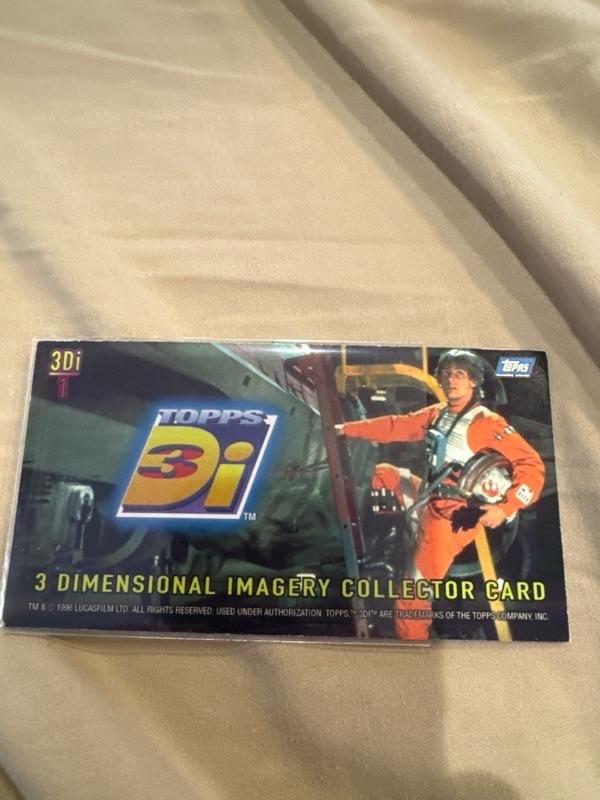 3Di
1
topps
TOPPS
3Di
TM
3 DIMENSIONAL IMAGERY COLLECTOR CARD
TM & © 1996 LUCASFILM LTD. ALL RIGHTS RESERVED. USED UNDER AUTHORIZATION. TOPPS,™ 3DI™ ARE TRADEMARKS OF THE TOPPS COMPANY, INC.